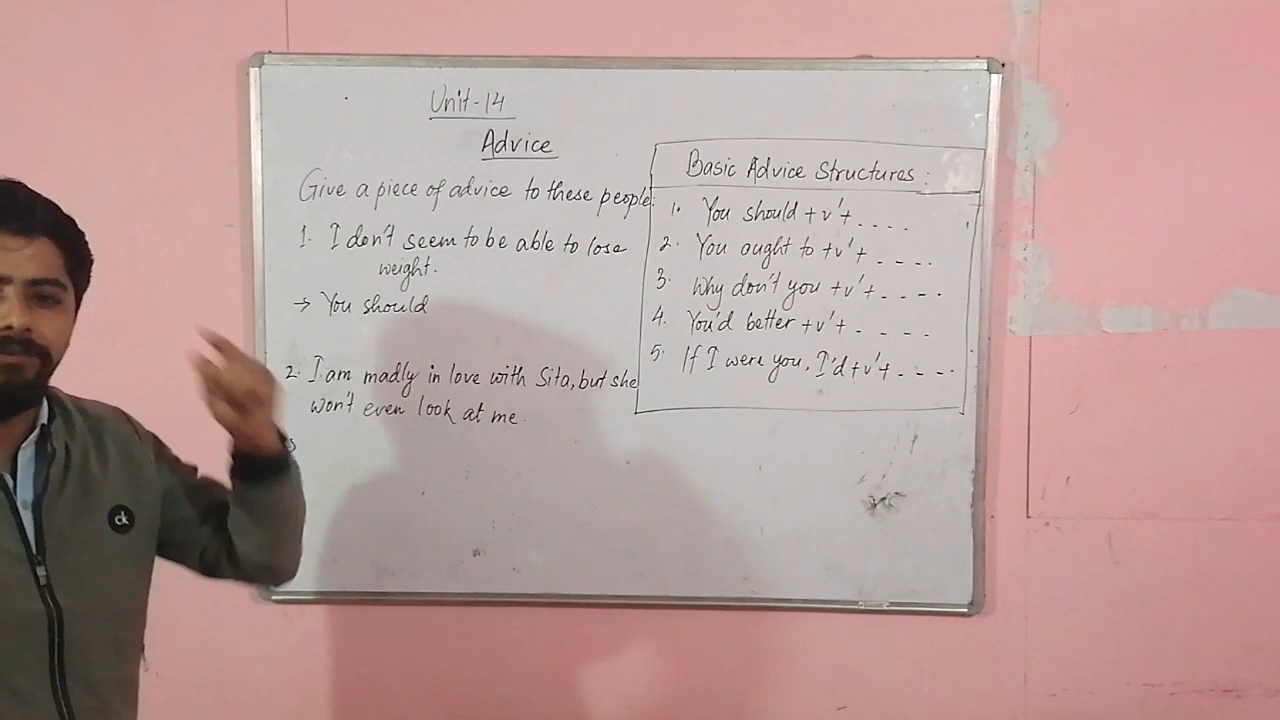 Unit-14
Advice
Give a piece of advice to these people:
1. I don't seem to be able to lose
weight.
→ You should
2. I am madly in love with Sita, but she
won't even look at me.
Basic Advice Structures:
1. You should + v' + ....
2. You ought to + v' + ----.
3. Why don't you + v' + ----.
4. You'd better + v' + ----
5. If I were you, I'd + v' + ----.
ck